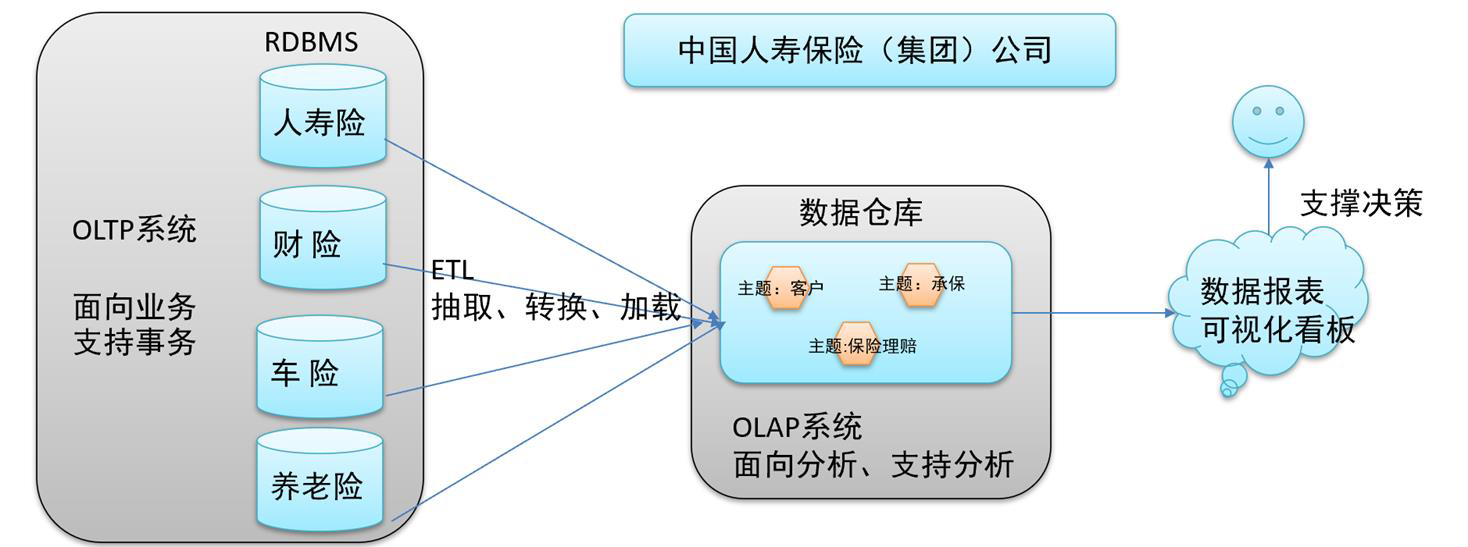 RDBMS
人寿险
财 险
车 险
养老险
OLTP系统
面向业务
支持事务
ETL
抽取、转换、加载
中国人寿保险（集团）公司
数据仓库
主题：客户
主题：承保
主题:保险理赔
OLAP系统
面向分析、支持分析
支撑决策
数据报表
可视化看板